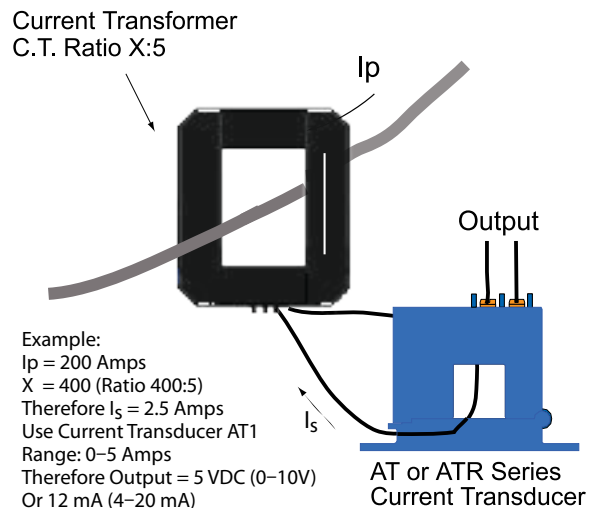 Current Transformer
C.T. Ratio X:5
Ip
Output
Example:
Ip = 200 Amps
X = 400 (Ratio 400:5)
Therefore Is = 2.5 Amps
Use Current Transducer AT1
Range: 0–5 Amps
Therefore Output = 5 VDC (0–10V)
Or 12 mA (4–20 mA)
Is
AT or ATR Series
Current Transducer